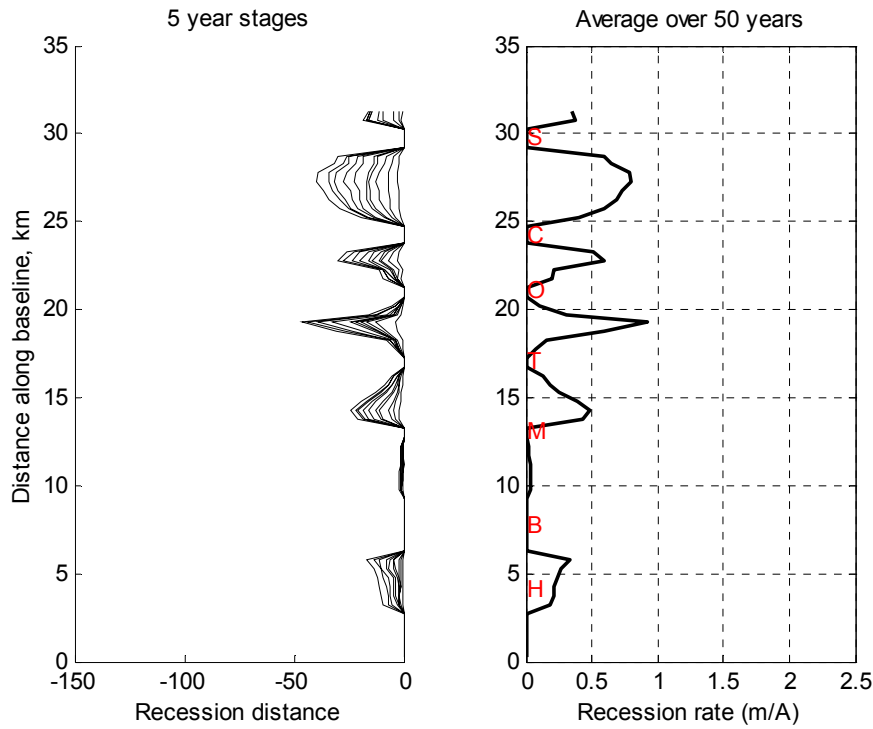 5 year stages
Average over 50 years
35
30
25
20
15
10
5
0
-150
-100
-50
0
Distance along baseline, km
Recession distance
35
30
25
20
15
10
5
0
0
0.5
1
1.5
2
2.5
Recession rate (m/A)
S
C
O
T
M
B
H